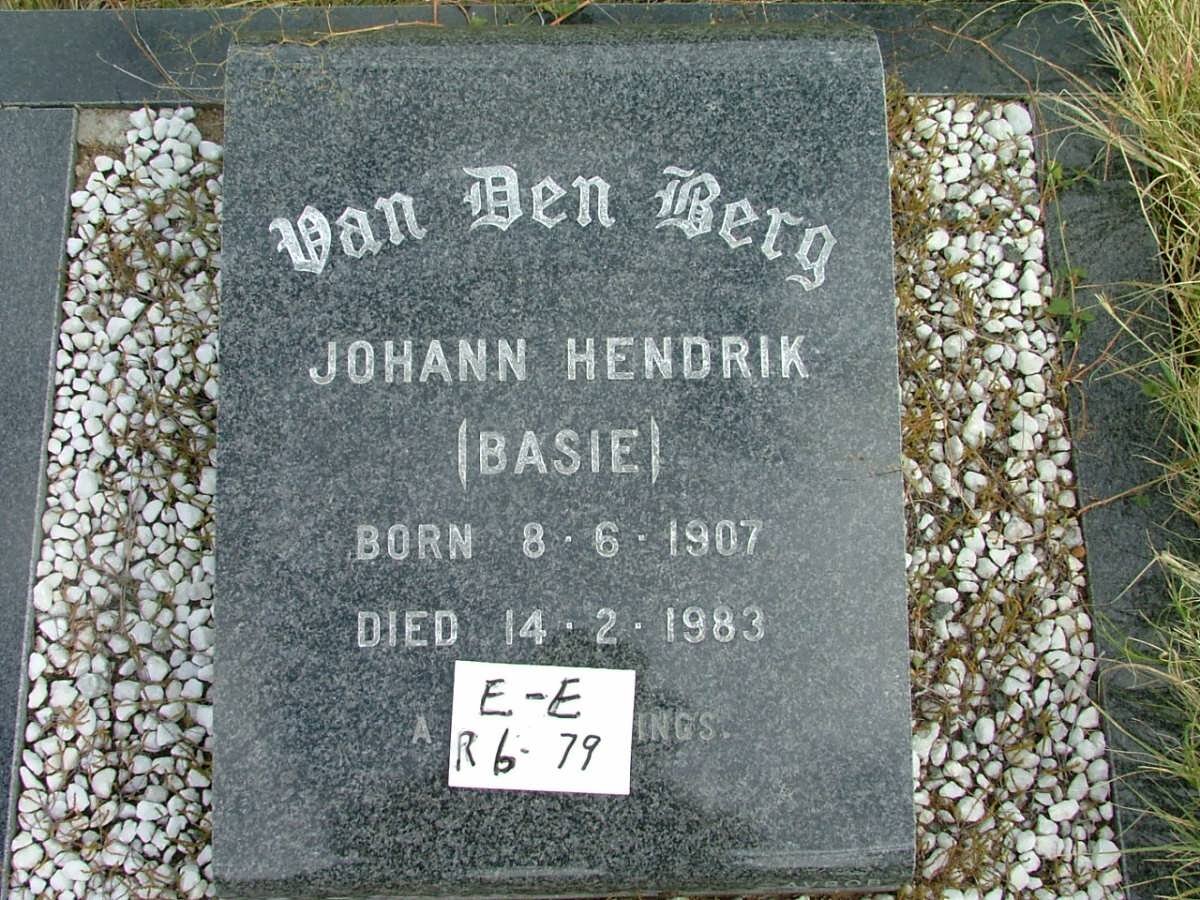 Van Den Berg
JOHANN HENDRIK
(BASIE)
BORN 8·6·1907
DIED 14·2·1983
E-E
R6-79